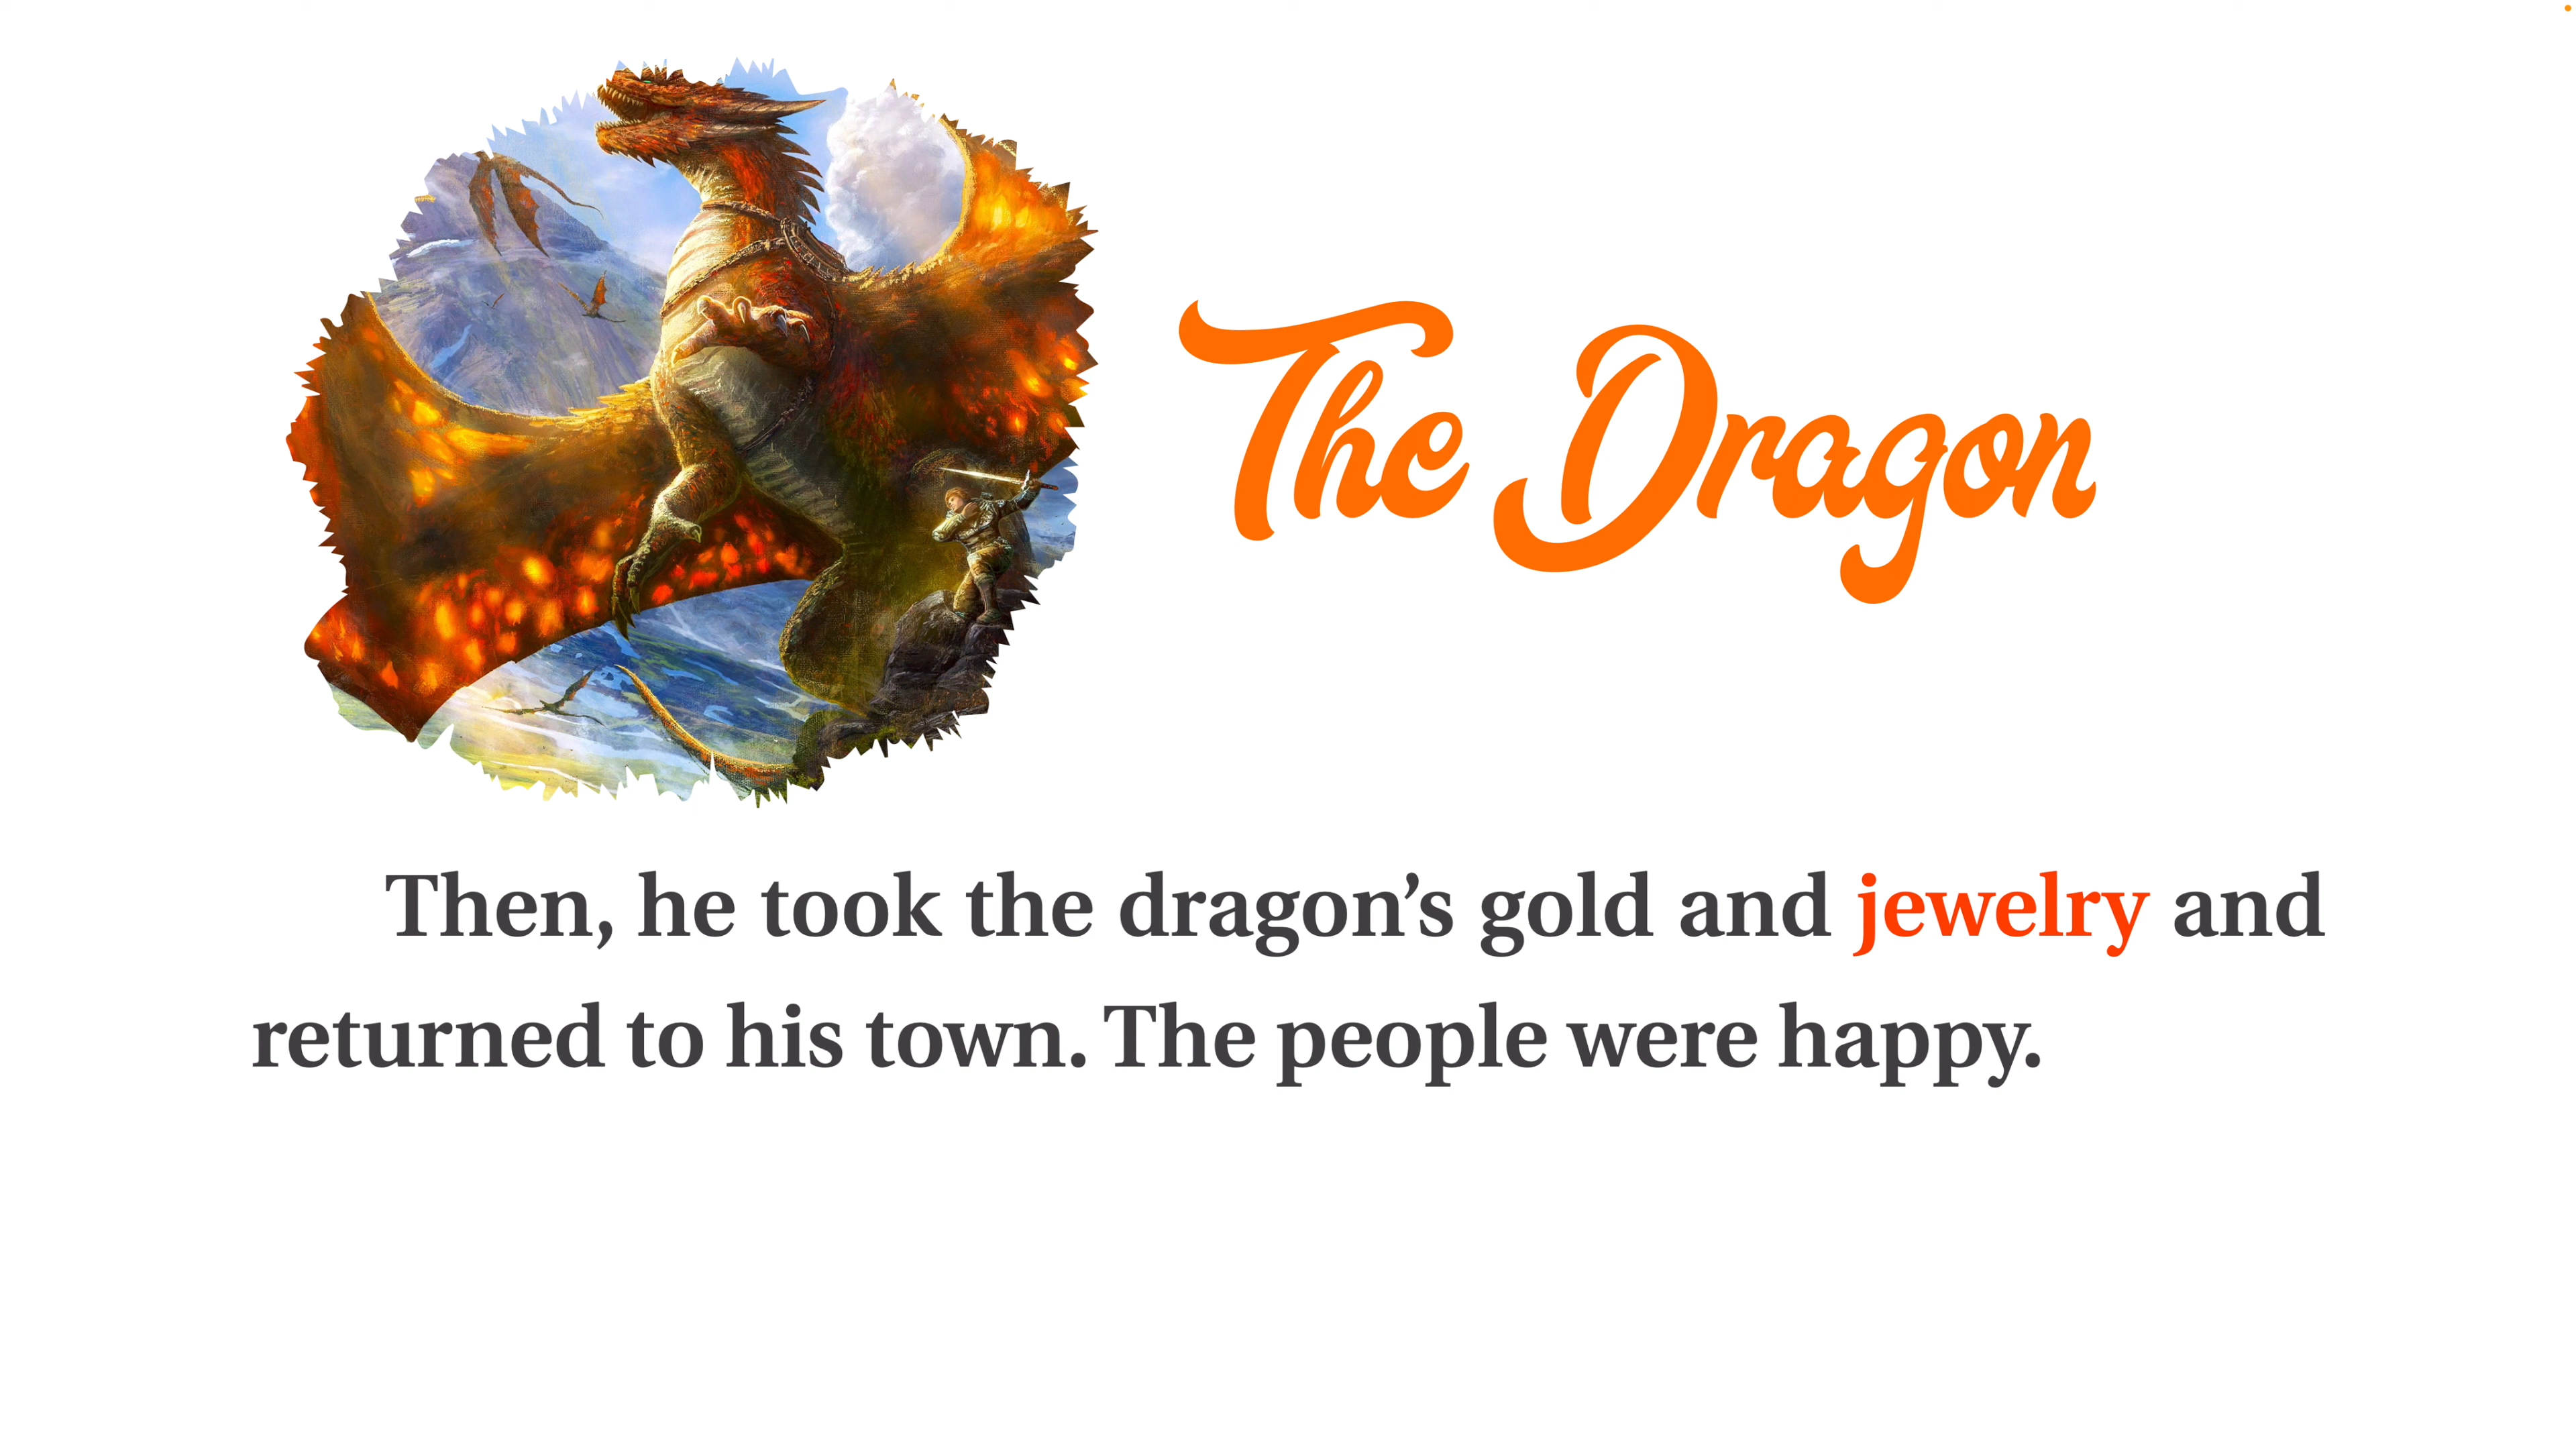 The Dragon
Then, he took the dragon’s gold and jewelry and
returned to his town. The people were happy.